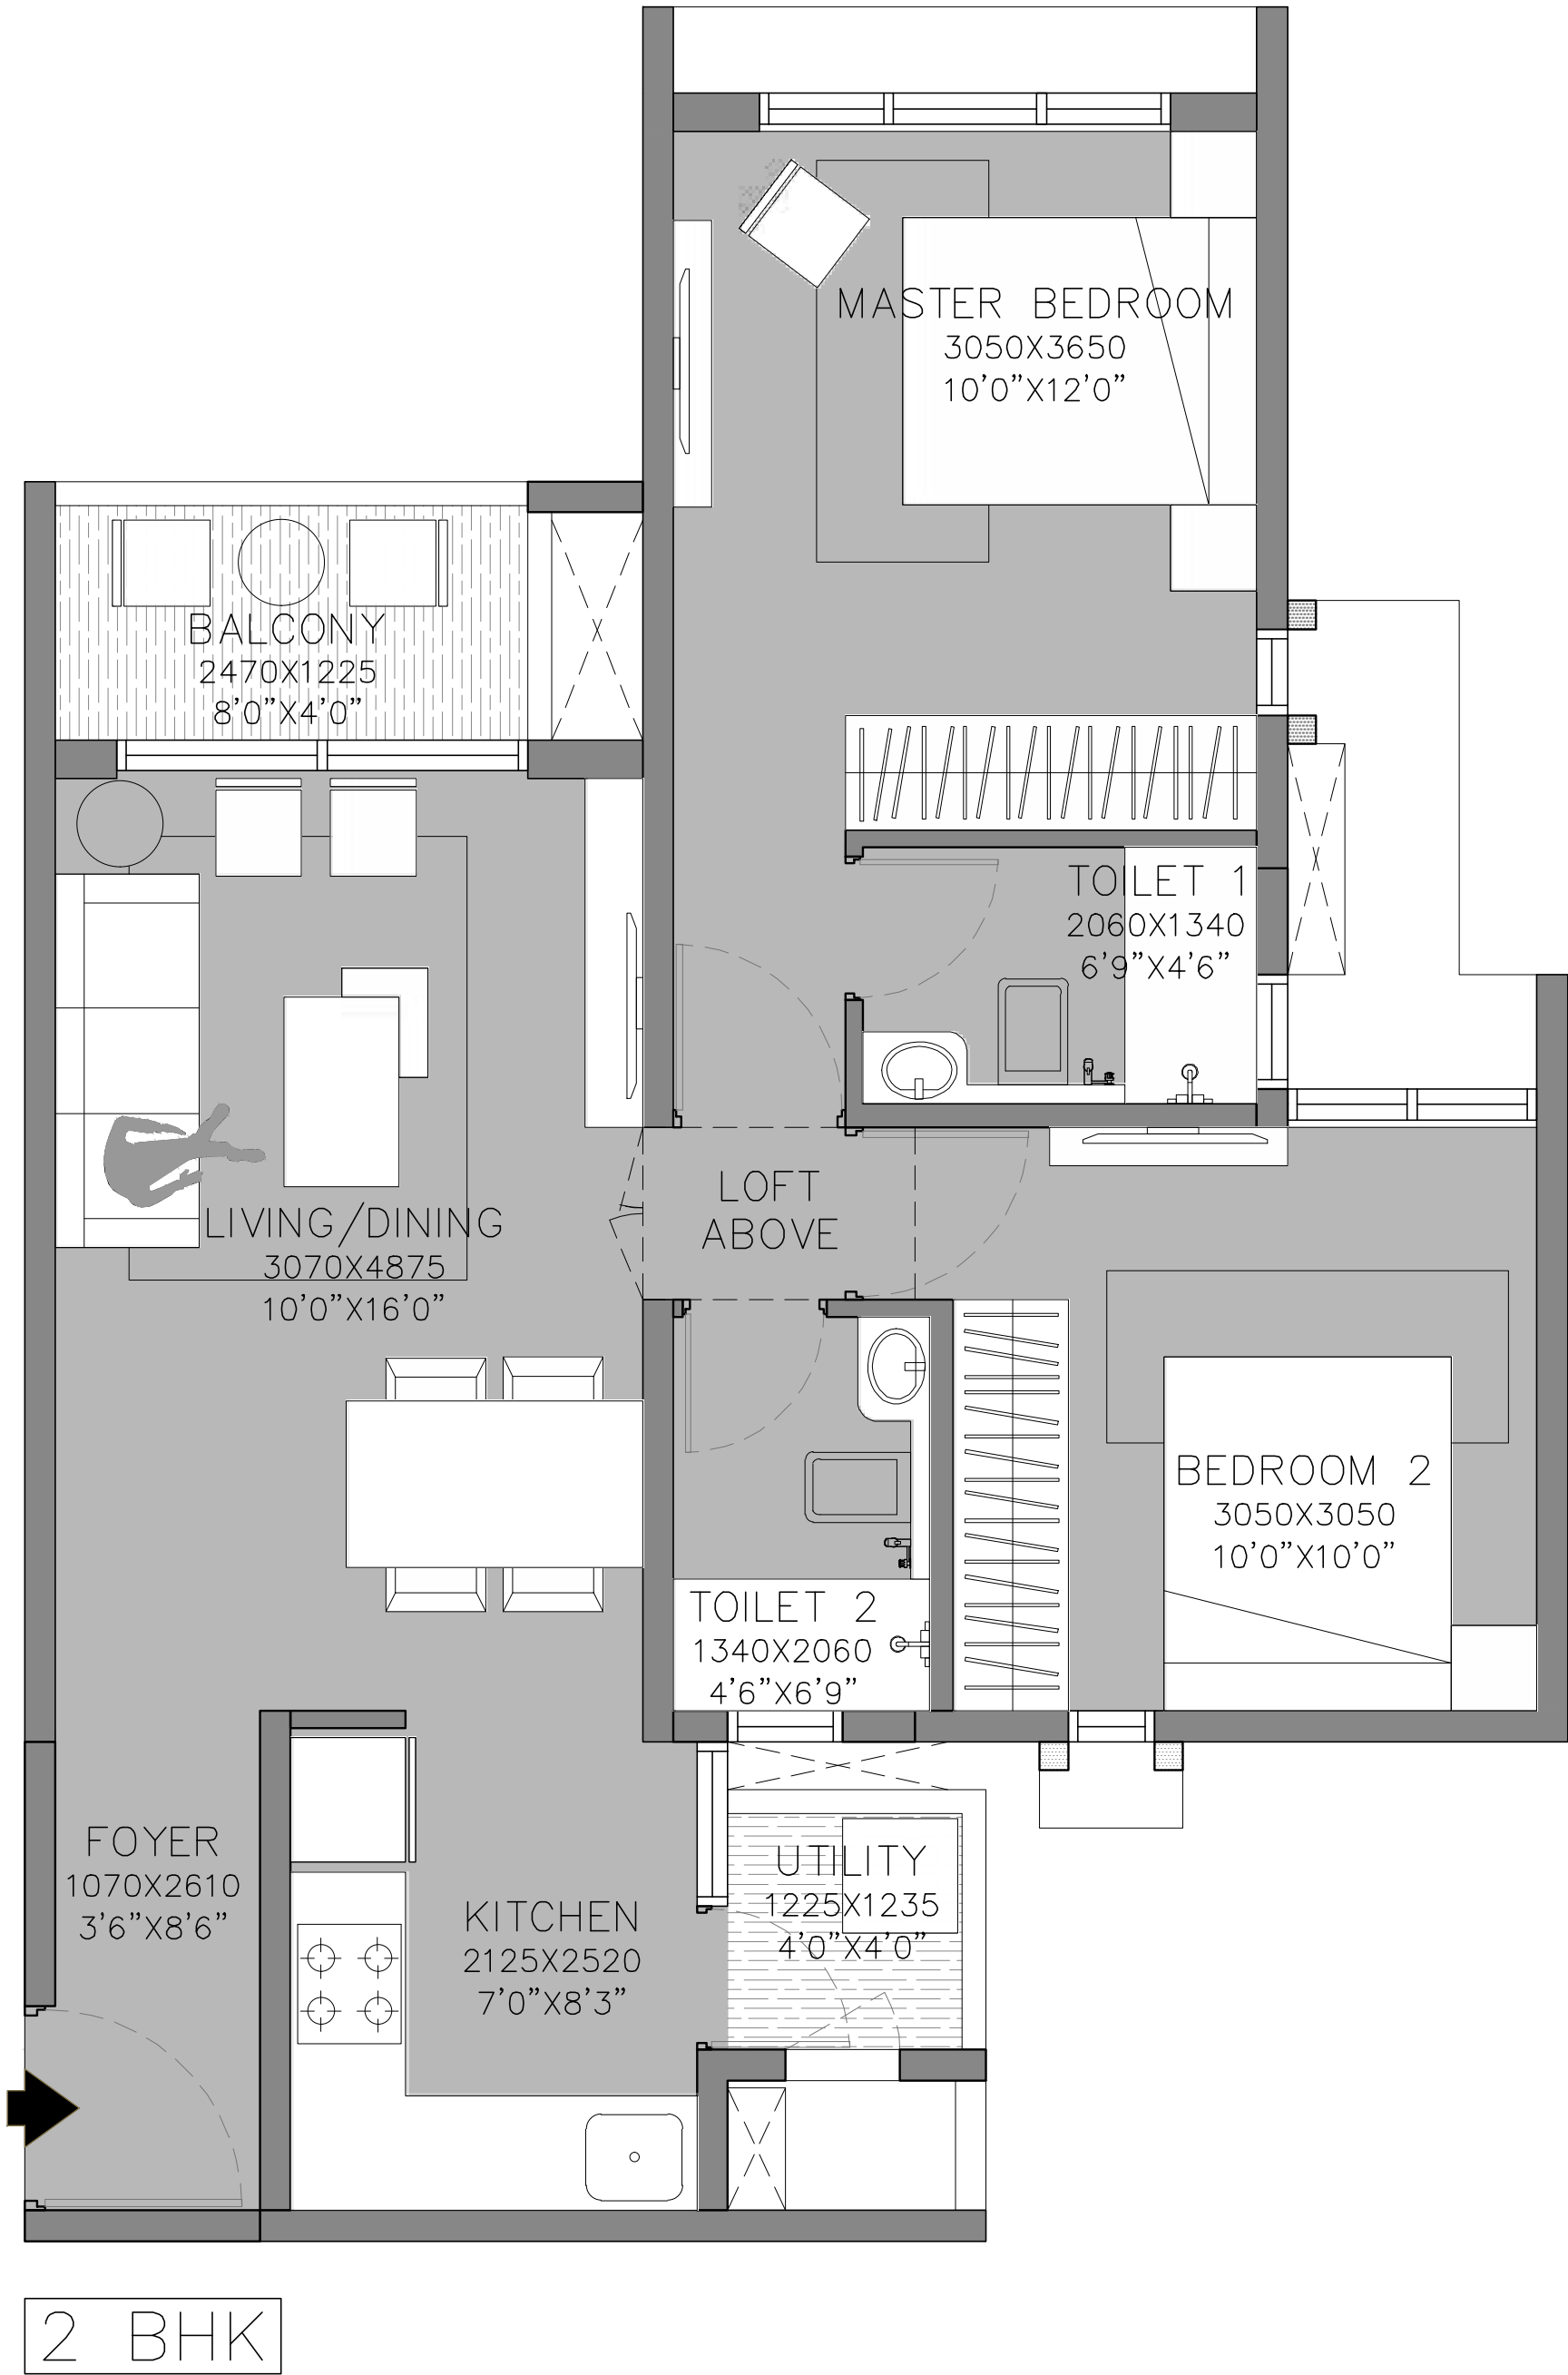 MASTER BEDROOM
3050X3650
10'0"X12'0"
BALCONY
2470X1225
8'0"X4'0"
TOILET 1
2060X1340
6'9"X4'6"
LOFT
ABOVE
LIVING/DINING
3070X4875
10'0"X16'0"
BEDROOM 2
3050X3050
10'0"X10'0"
TOILET 2
1340X2060
4'6"X6'9"
FOYER
1070X2610
3'6"X8'6"
UTILITY
1225X1235
4'0"X4'0"
KITCHEN
2125X2520
7'0"X8'3"
2 BHK